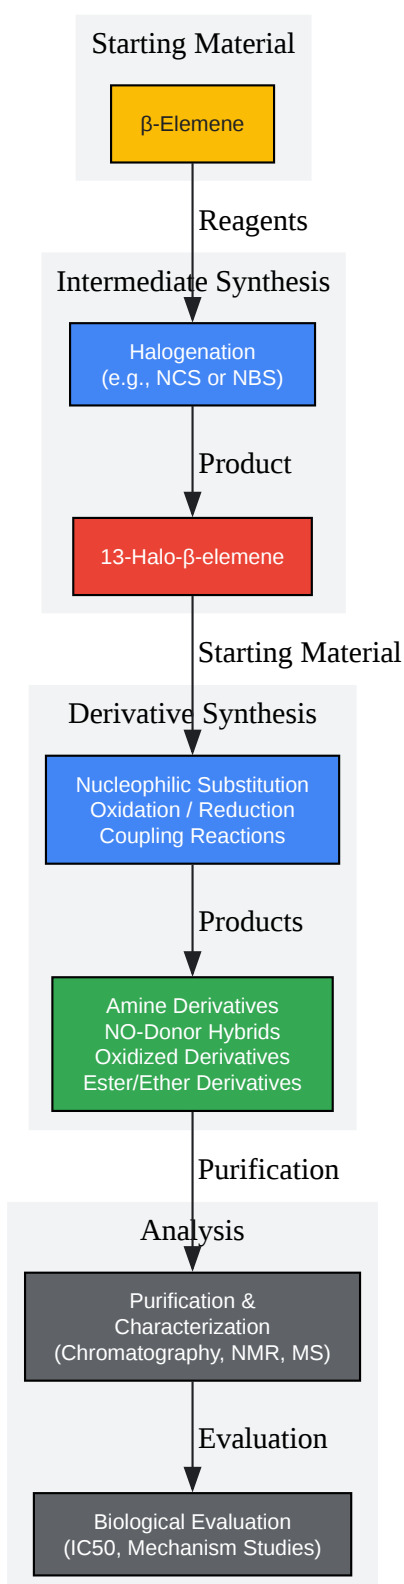 Starting Material
β-Elemene
Reagents
Intermediate Synthesis
Halogenation
(e.g., NCS or NBS)
Product
13-Halo-β-elemene
Starting Material
Derivative Synthesis
Nucleophilic Substitution
Oxidation / Reduction
Coupling Reactions
Products
Amine Derivatives
NO-Donor Hybrids
Oxidized Derivatives
Ester/Ether Derivatives
Purification
Analysis
Purification &
Characterization
(Chromatography, NMR, MS)
Evaluation
Biological Evaluation
(IC50, Mechanism Studies)